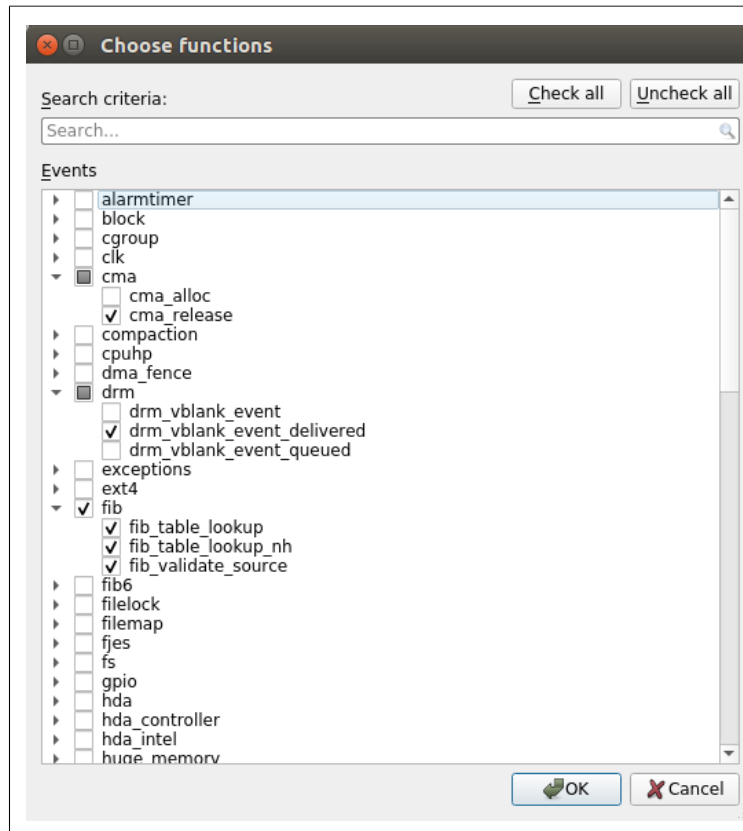 Choose functions
Search criteria:
Check all
Uncheck all
Search...
Events
alarmtimer
block
cgroup
clk
cma
cma_alloc
cma_release
compaction
cpuhp
dma_fence
drm
drm_vblank_event
drm_vblank_event_delivered
drm_vblank_event_queued
exceptions
ext4
fib
fib_table_lookup
fib_table_lookup_nh
fib_validate_source
fib6
filelock
filemap
fjes
fs
gpio
hda
hda_controller
hda_intel
huge_memory
OK
Cancel